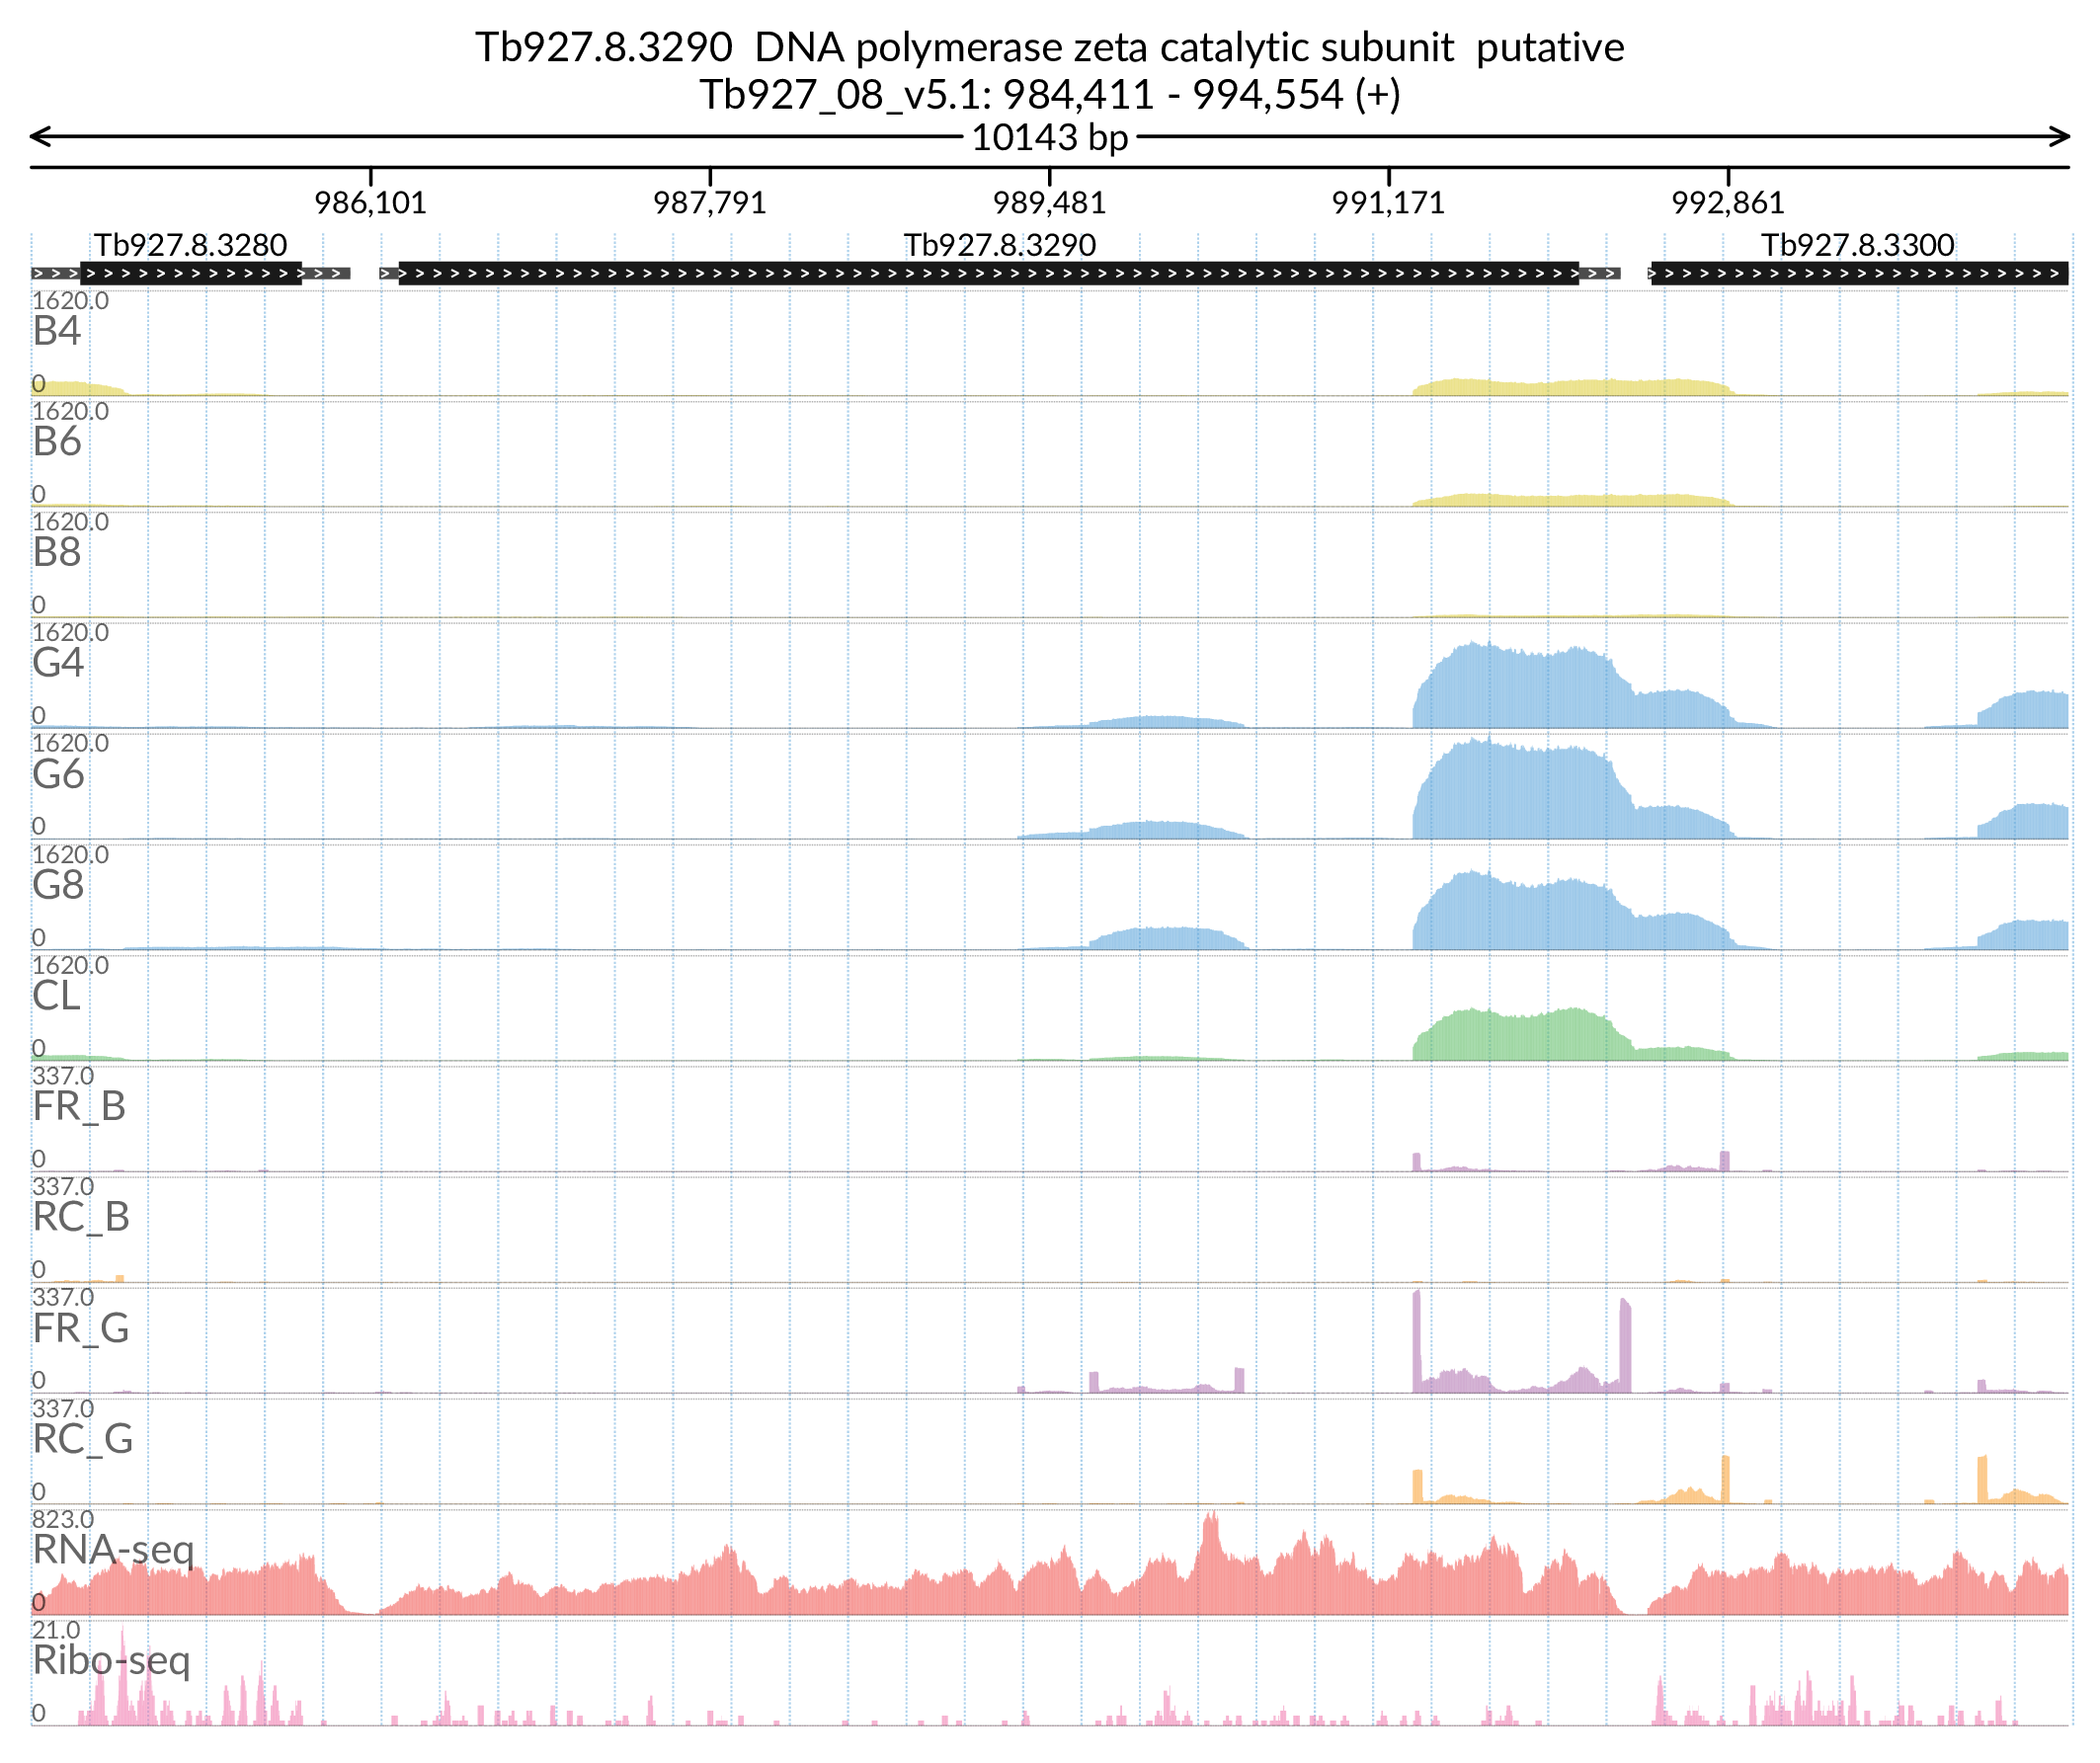 Tb927.8.3290  DNA polymerase zeta catalytic subunit  putative
Tb927_08_v5.1: 984,411 - 994,554 (+)
10143 bp
986,101 987,791 989,481 991,171 992,861
Tb927.8.3280 Tb927.8.3290 Tb927.8.3300
1620.0
B4
0
1620.0
B6
0
1620.0
B8
0
1620.0
G4
0
1620.0
G6
0
1620.0
G8
0
1620.0
CL
0
337.0
FR_B
0
337.0
RC_B
0
337.0
FR_G
0
337.0
RC_G
0
823.0
RNA-seq
0
21.0
Ribo-seq
0